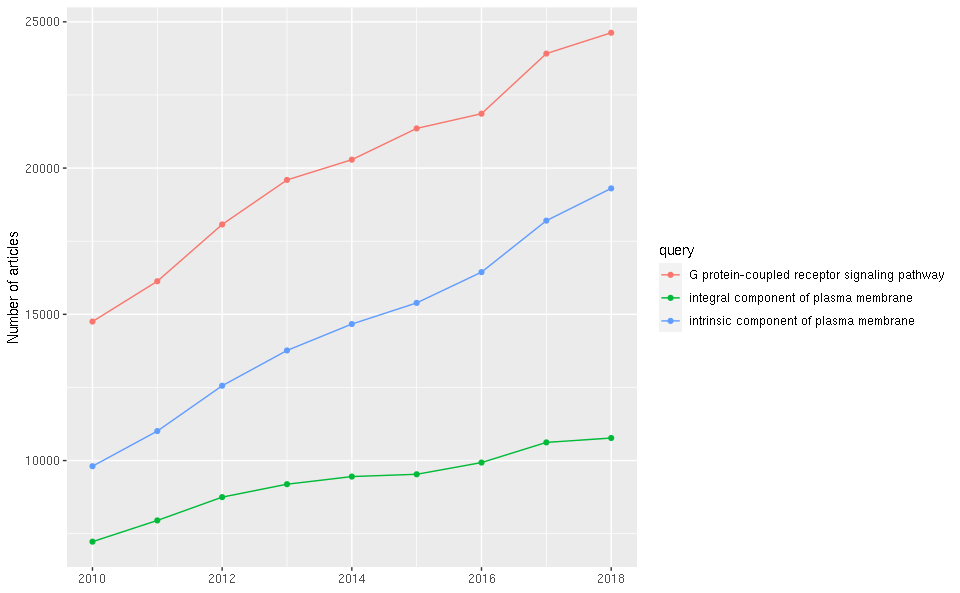 25000
20000
15000
10000
Number of articles
2010 2012 2014 2016 2018
query
G protein-coupled receptor signaling pathway
integral component of plasma membrane
intrinsic component of plasma membrane